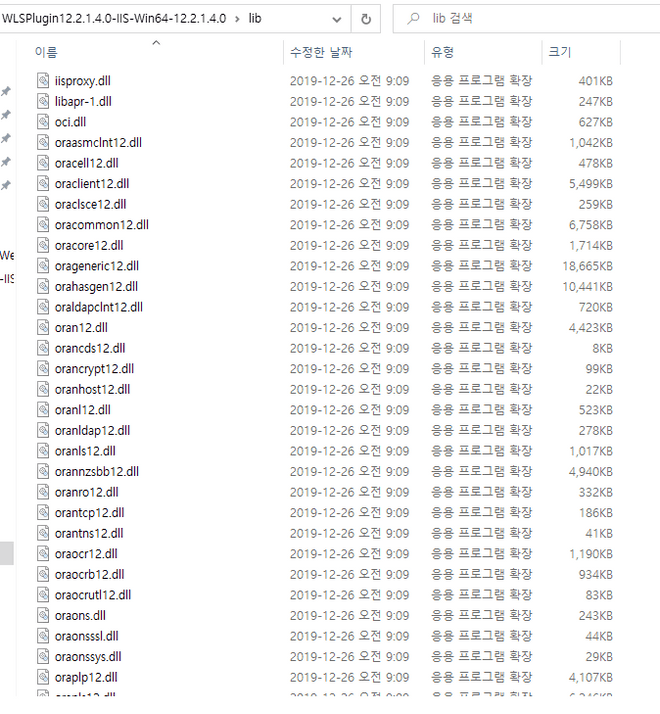 WLSPlugin12.2.1.4.0-IIS-Win64-12.2.1.4.0 › lib lib 검색
이름 수정한 날짜 유형 크기
iisproxy.dll 2019-12-26 오전 9:09 응용 프로그램 확장 401KB
libapr-1.dll 2019-12-26 오전 9:09 응용 프로그램 확장 247KB
oci.dll 2019-12-26 오전 9:09 응용 프로그램 확장 627KB
oraasmclnt12.dll 2019-12-26 오전 9:09 응용 프로그램 확장 1,042KB
oracell12.dll 2019-12-26 오전 9:09 응용 프로그램 확장 478KB
oraclient12.dll 2019-12-26 오전 9:09 응용 프로그램 확장 5,499KB
oraclsce12.dll 2019-12-26 오전 9:09 응용 프로그램 확장 259KB
oracommon12.dll 2019-12-26 오전 9:09 응용 프로그램 확장 6,758KB
oracore12.dll 2019-12-26 오전 9:09 응용 프로그램 확장 1,714KB
We
orageneric12.dll 2019-12-26 오전 9:09 응용 프로그램 확장 18,665KB
-IIS
orahasgen12.dll 2019-12-26 오전 9:09 응용 프로그램 확장 10,441KB
oraldapclnt12.dll 2019-12-26 오전 9:09 응용 프로그램 확장 720KB
oran12.dll 2019-12-26 오전 9:09 응용 프로그램 확장 4,423KB
orancds12.dll 2019-12-26 오전 9:09 응용 프로그램 확장 8KB
orancrypt12.dll 2019-12-26 오전 9:09 응용 프로그램 확장 99KB
oranhost12.dll 2019-12-26 오전 9:09 응용 프로그램 확장 22KB
oranl12.dll 2019-12-26 오전 9:09 응용 프로그램 확장 523KB
oranldap12.dll 2019-12-26 오전 9:09 응용 프로그램 확장 278KB
oranls12.dll 2019-12-26 오전 9:09 응용 프로그램 확장 1,017KB
orannzsbb12.dll 2019-12-26 오전 9:09 응용 프로그램 확장 4,940KB
oranro12.dll 2019-12-26 오전 9:09 응용 프로그램 확장 332KB
orantcp12.dll 2019-12-26 오전 9:09 응용 프로그램 확장 186KB
orantns12.dll 2019-12-26 오전 9:09 응용 프로그램 확장 41KB
oraocr12.dll 2019-12-26 오전 9:09 응용 프로그램 확장 1,190KB
oraocrb12.dll 2019-12-26 오전 9:09 응용 프로그램 확장 934KB
oraocrutl12.dll 2019-12-26 오전 9:09 응용 프로그램 확장 83KB
oraons.dll 2019-12-26 오전 9:09 응용 프로그램 확장 243KB
oraonsssl.dll 2019-12-26 오전 9:09 응용 프로그램 확장 44KB
oraonssys.dll 2019-12-26 오전 9:09 응용 프로그램 확장 29KB
oraplp12.dll 2019-12-26 오전 9:09 응용 프로그램 확장 4,107KB